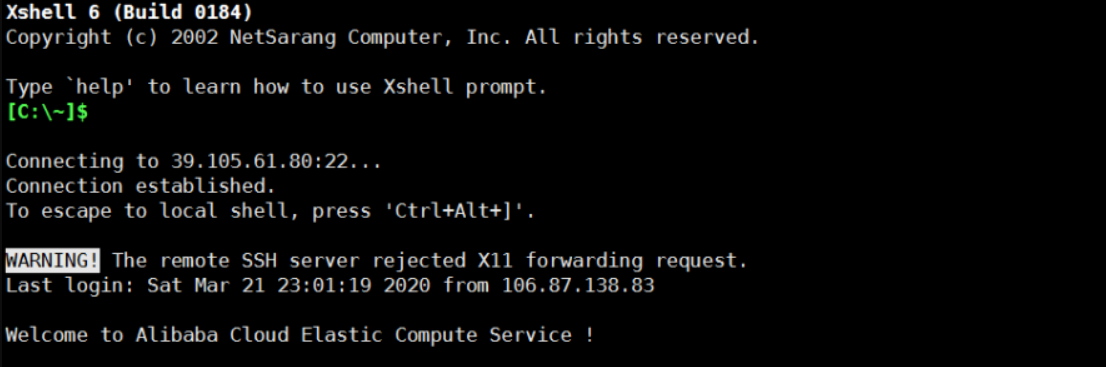 Xshell 6 (Build 0184)
Copyright (c) 2002 NetSarang Computer, Inc. All rights reserved.
Type `help' to learn how to use Xshell prompt.
[C:\~]$
Connecting to 39.105.61.80:22...
Connection established.
To escape to local shell, press 'Ctrl+Alt+]'.
WARNING! The remote SSH server rejected X11 forwarding request.
Last login: Sat Mar 21 23:01:19 2020 from 106.87.138.83
Welcome to Alibaba Cloud Elastic Compute Service !